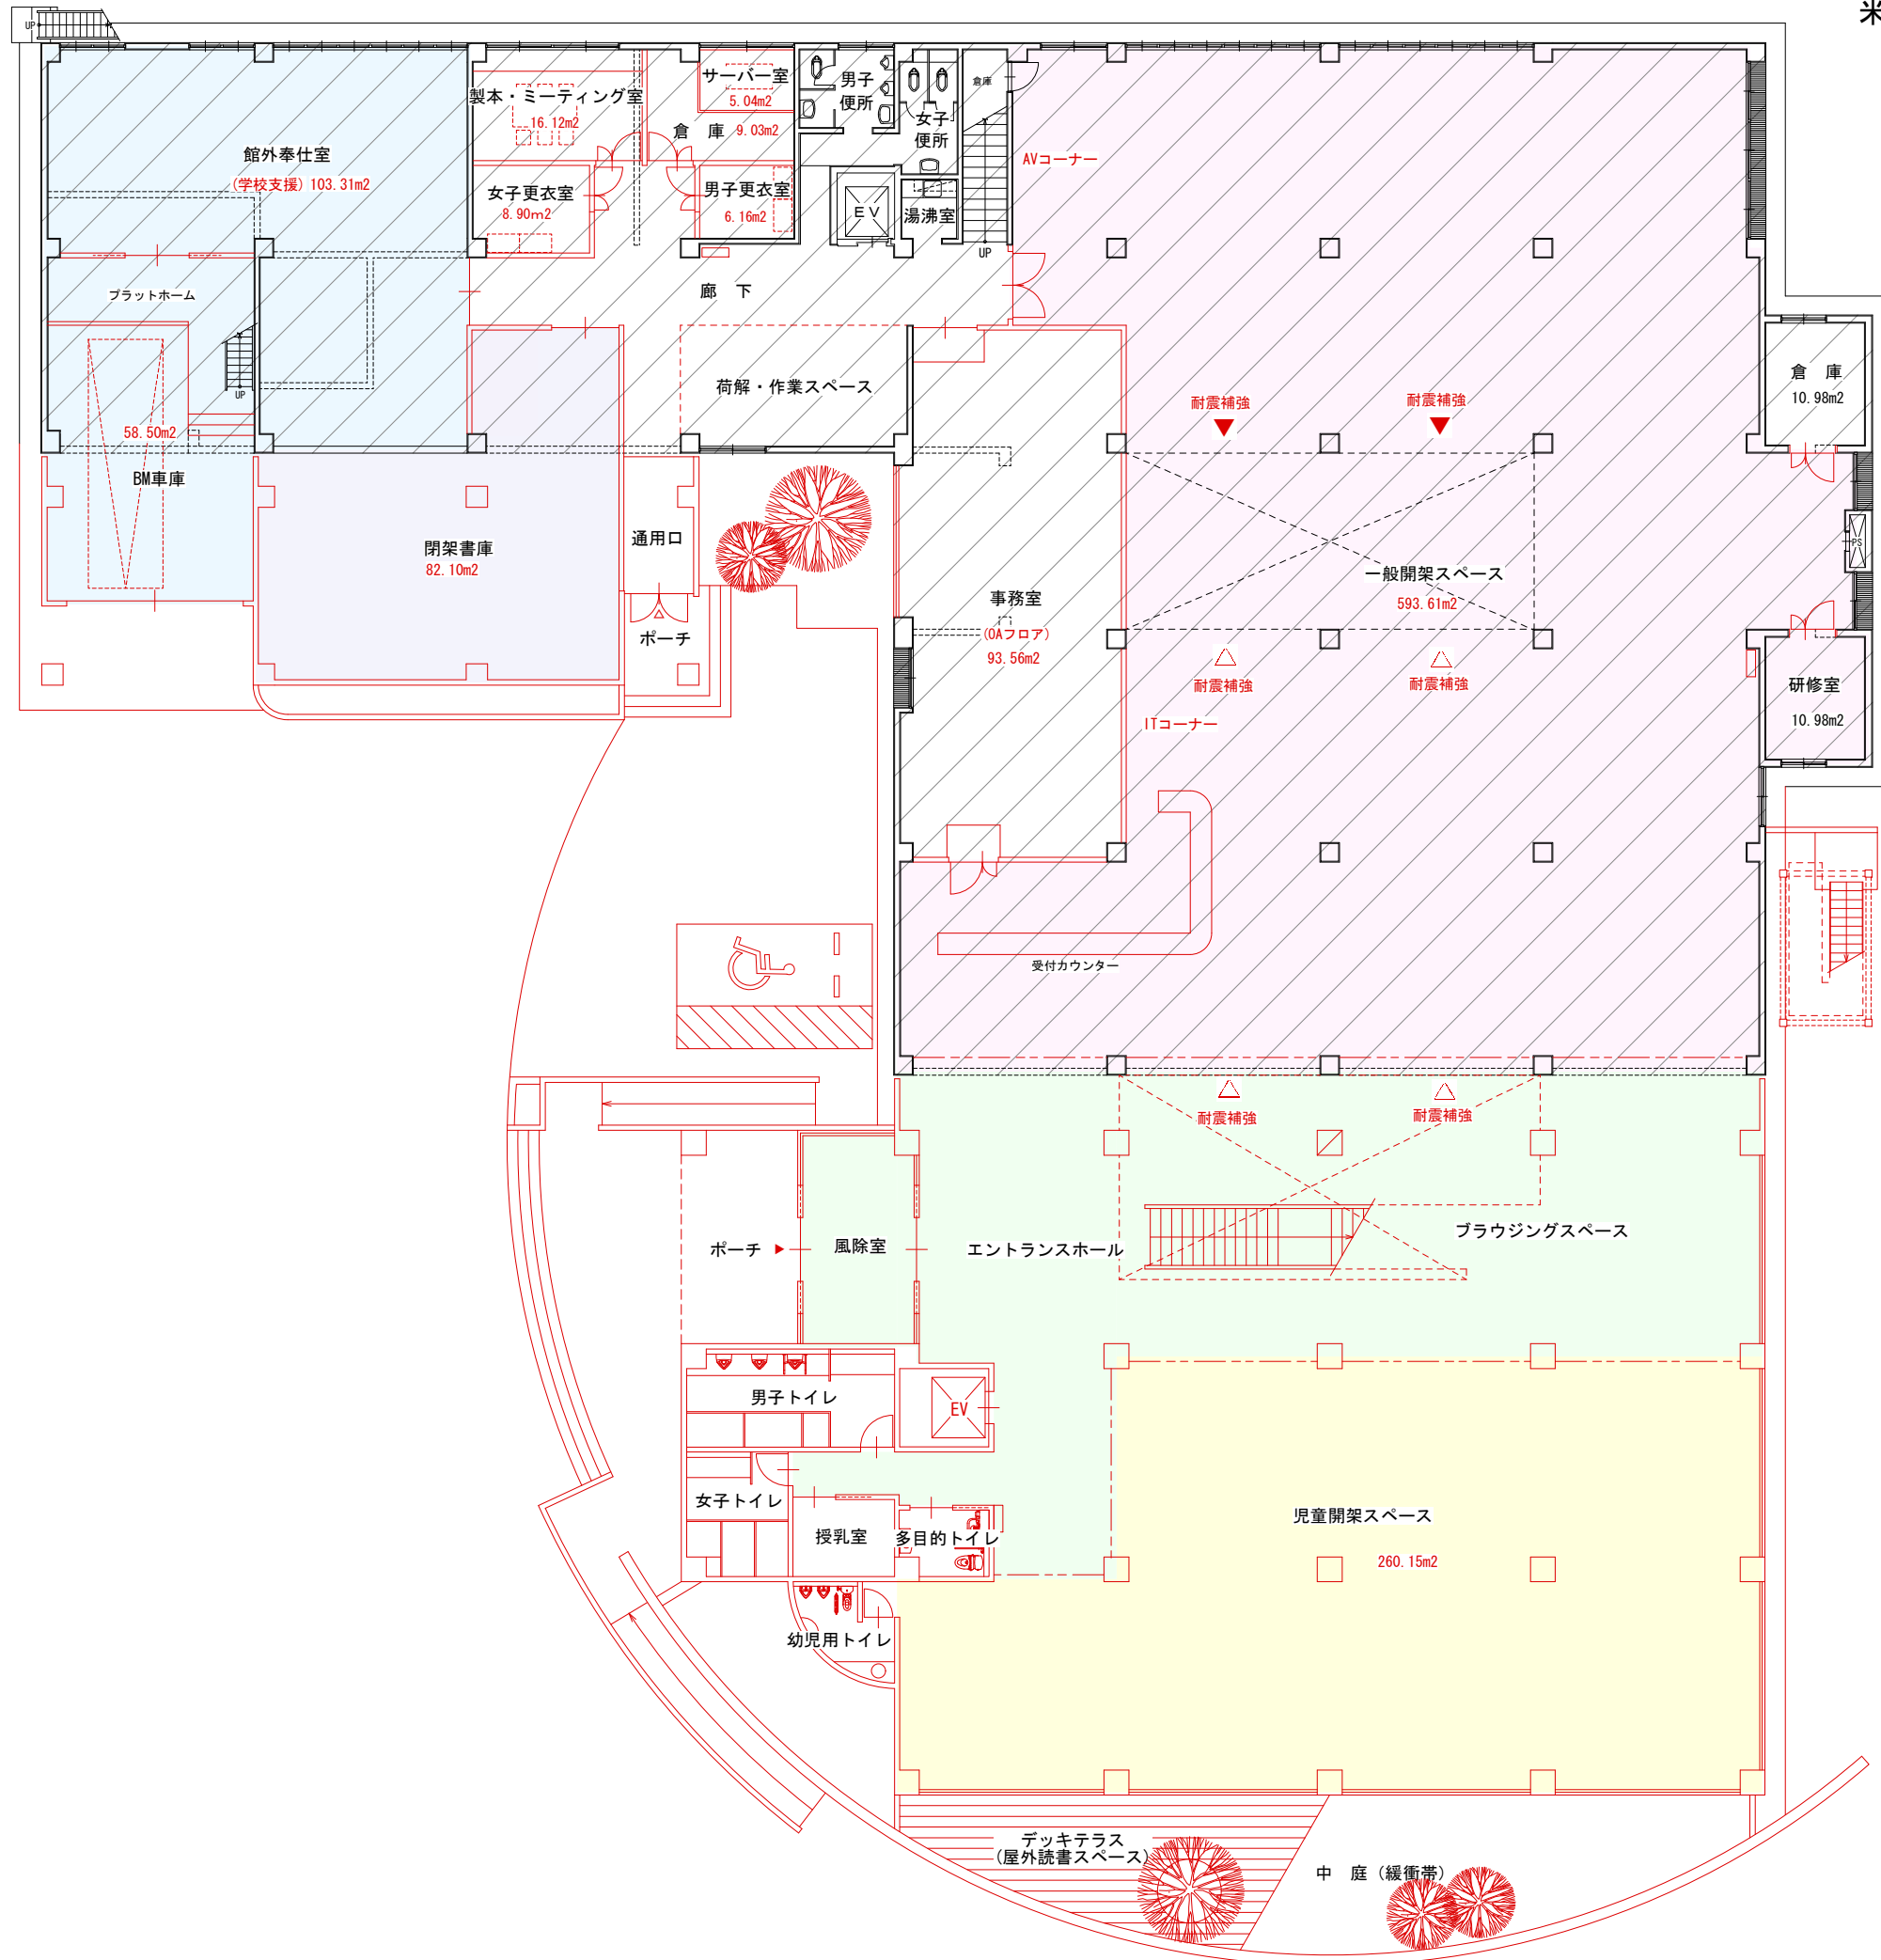 米
UP
製本・ミーティング室
16.12m2
サーバー室
5.04m2
倉　庫 9.03m2
男子
便所
女子
便所
倉庫
館外奉仕室
(学校支援) 103.31m2
女子更衣室
8.90m2
男子更衣室
6.16m2
EV
湯沸室
UP
AVコーナー
プラットホーム
廊　下
UP
荷解・作業スペース
58.50m2
BM車庫
閉架書庫
82.10m2
通用口
ポーチ
事務室
(OAフロア)
93.56m2
耐震補強
耐震補強
倉　庫
10.98m2
PS
一般開架スペース
593.61m2
耐震補強
耐震補強
研修室
10.98m2
ITコーナー
受付カウンター
耐震補強
耐震補強
ポーチ
風除室
エントランスホール
ブラウジングスペース
男子トイレ
EV
女子トイレ
授乳室
多目的トイレ
児童開架スペース
260.15m2
幼児用トイレ
デッキテラス
(屋外読書スペース)
中　庭（緩衝帯）